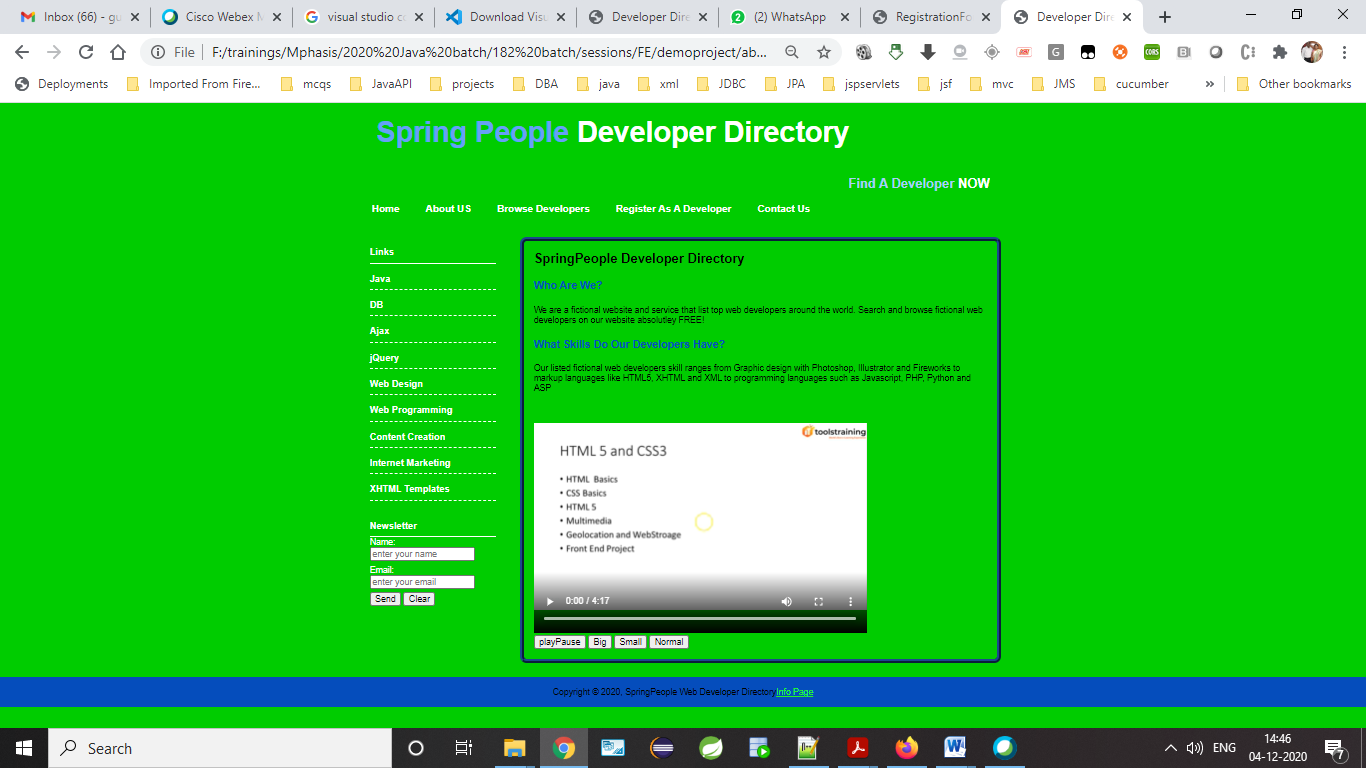 Inbox (66) - gu
Cisco Webex M
visual studio co
Download Visu
Developer Dire
(2) WhatsApp
RegistrationFo
Developer Dire
File
F:/trainings/Mphasis/2020%20Java%20batch/182%20batch/sessions/FE/demoproject/ab...
Deployments
Imported From Fire...
mcqs
JavaAPI
projects
DBA
java
xml
JDBC
JPA
jspservlets
jsf
mvc
JMS
cucumber
»
Other bookmarks
Spring People Developer Directory
Find A Developer NOW
Home About US Browse Developers Register As A Developer Contact Us
Links
Java
DB
Ajax
jQuery
Web Design
Web Programming
Content Creation
Internet Marketing
XHTML Templates
Newsletter
Name:
enter your name
Email:
enter your email
Send Clear
SpringPeople Developer Directory
Who Are We?
We are a fictional website and service that list top web developers around the world. Search and browse fictional web
developers on our website absolutley FREE!
What Skills Do Our Developers Have?
Our listed fictional web developers skill ranges from Graphic design with Photoshop, Illustrator and Fireworks to
markup languages like HTML5, XHTML and XML to programming languages such as Javascript, PHP, Python and
ASP
toolstraining
HTML 5 and CSS3
• HTML Basics
• CSS Basics
• HTML 5
• Multimedia
• Geolocation and WebStroage
• Front End Project
0:00 / 4:17
playPause Big Small Normal
Copyright © 2020, SpringPeople Web Developer DirectoryInfo Page
Search
ENG
14:46
04-12-2020
7